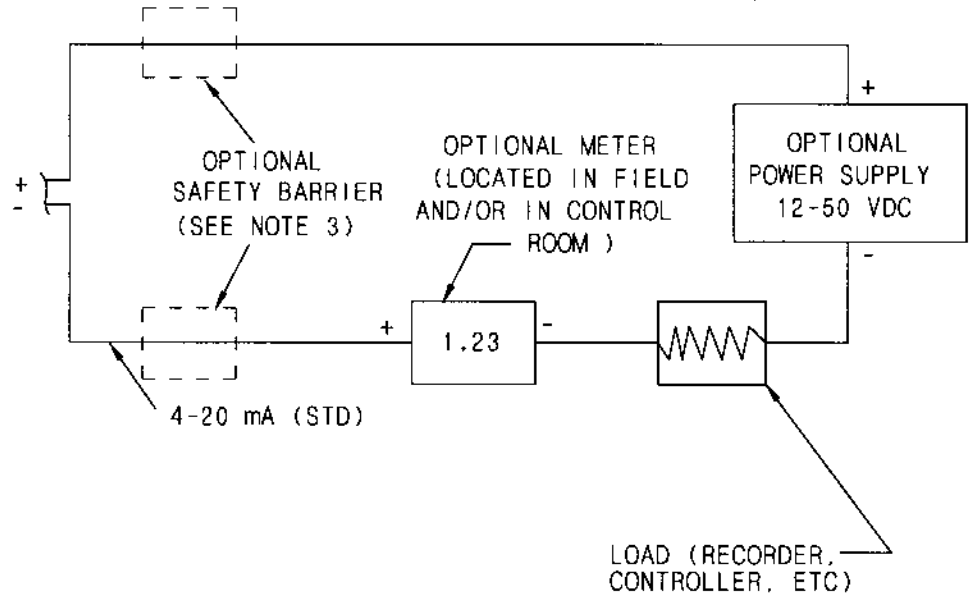 +
-
OPTIONAL
SAFETY BARRIER
(SEE NOTE 3)
OPTIONAL METER
(LOCATED IN FIELD
AND/OR IN CONTROL
ROOM )
+
OPTIONAL
POWER SUPPLY
12-50 VDC
-
+
1.23
-
4-20 mA (STD)
LOAD (RECORDER,
CONTROLLER, ETC)